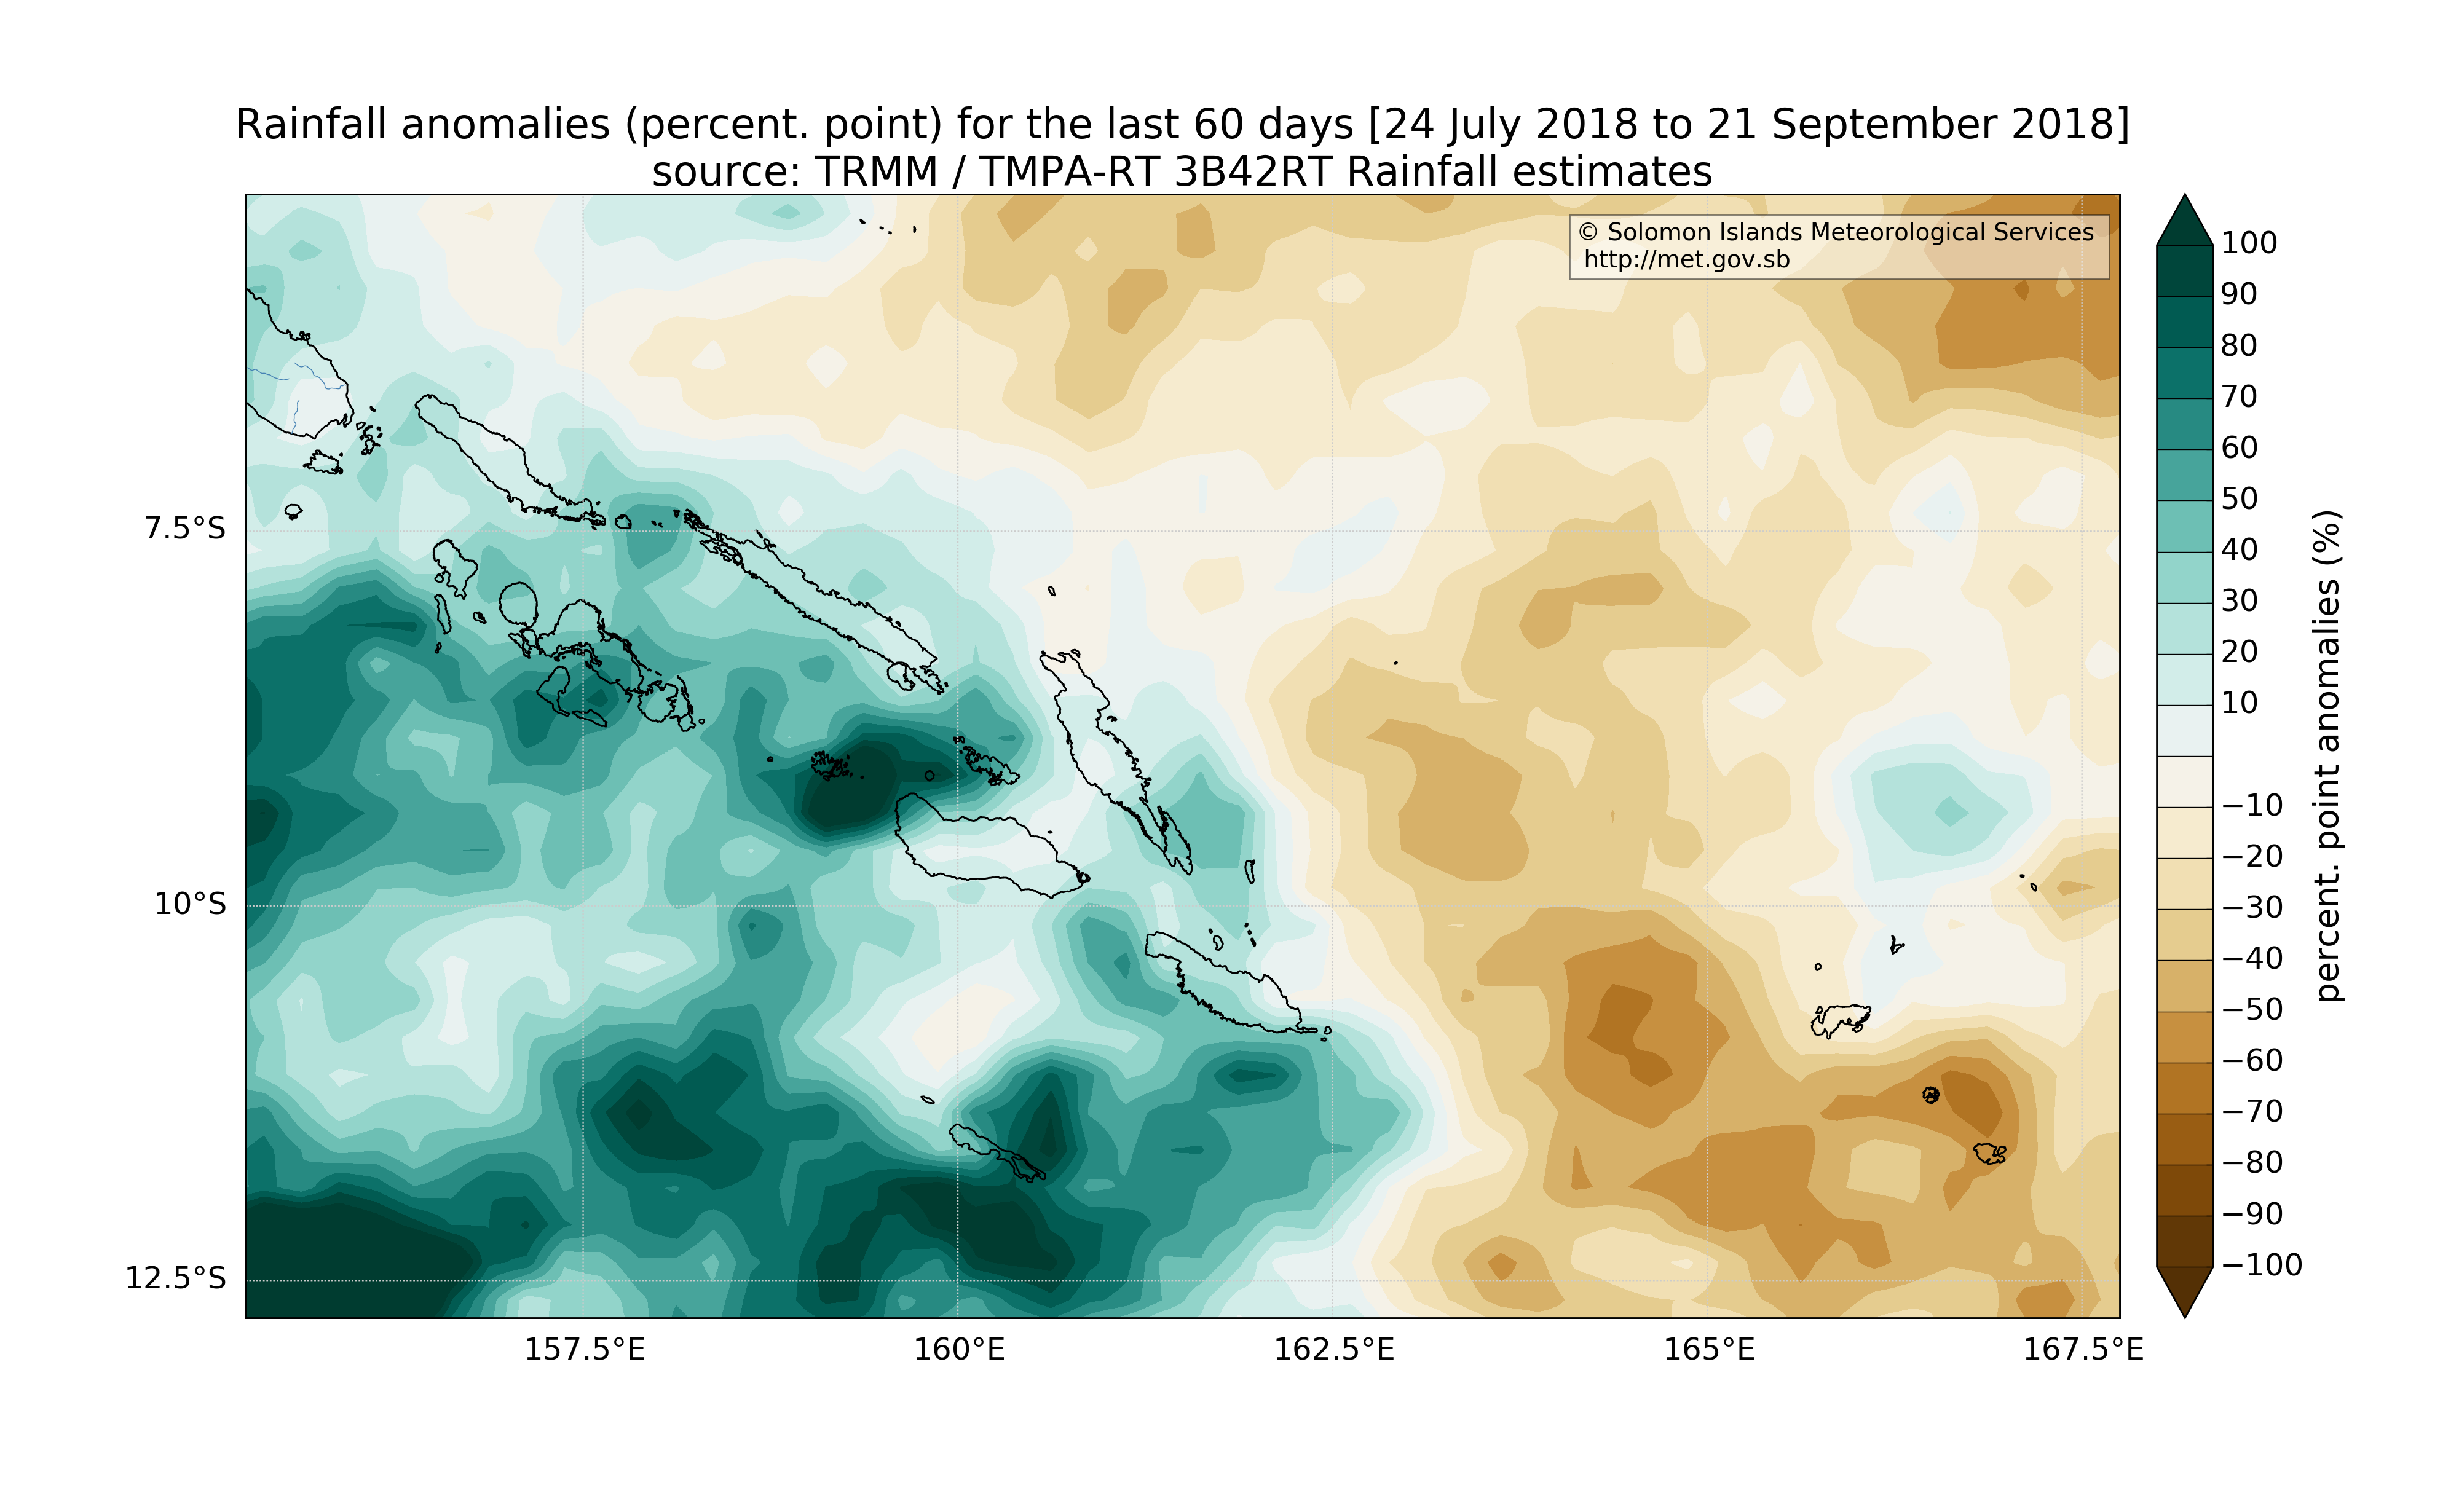 Rainfall anomalies (percent. point) for the last 60 days [24 July 2018 to 21 September 2018]
source: TRMM / TMPA-RT 3B42RT Rainfall estimates
© Solomon Islands Meteorological Services
http://met.gov.sb
7.5°S
10°S
12.5°S
157.5°E
160°E
162.5°E
165°E
167.5°E
100
90
80
70
60
50
40
30
20
10
−10
−20
−30
−40
−50
−60
−70
−80
−90
−100
percent. point anomalies (%)